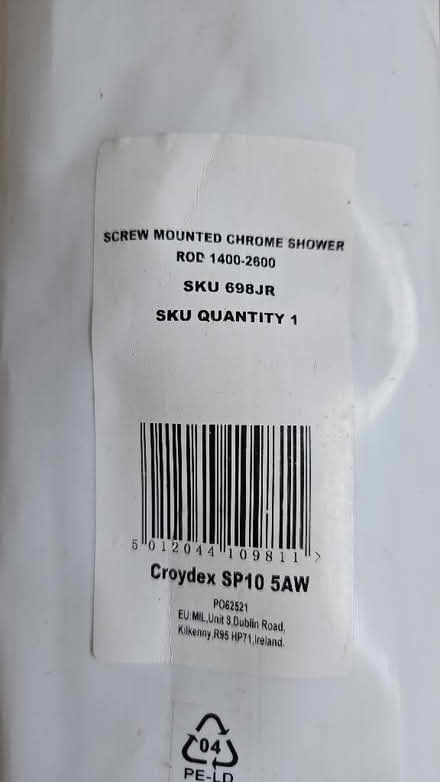 SCREW MOUNTED CHROME SHOWER
ROD 1400-2600
SKU 698JR
SKU QUANTITY 1
5 012044 109811 >
Croydex SP10 5AW
PO62521
EU:MIL,Unit 9,Dublin Road,
Kilkenny,R95 HP71,Ireland.
04
PE-LD